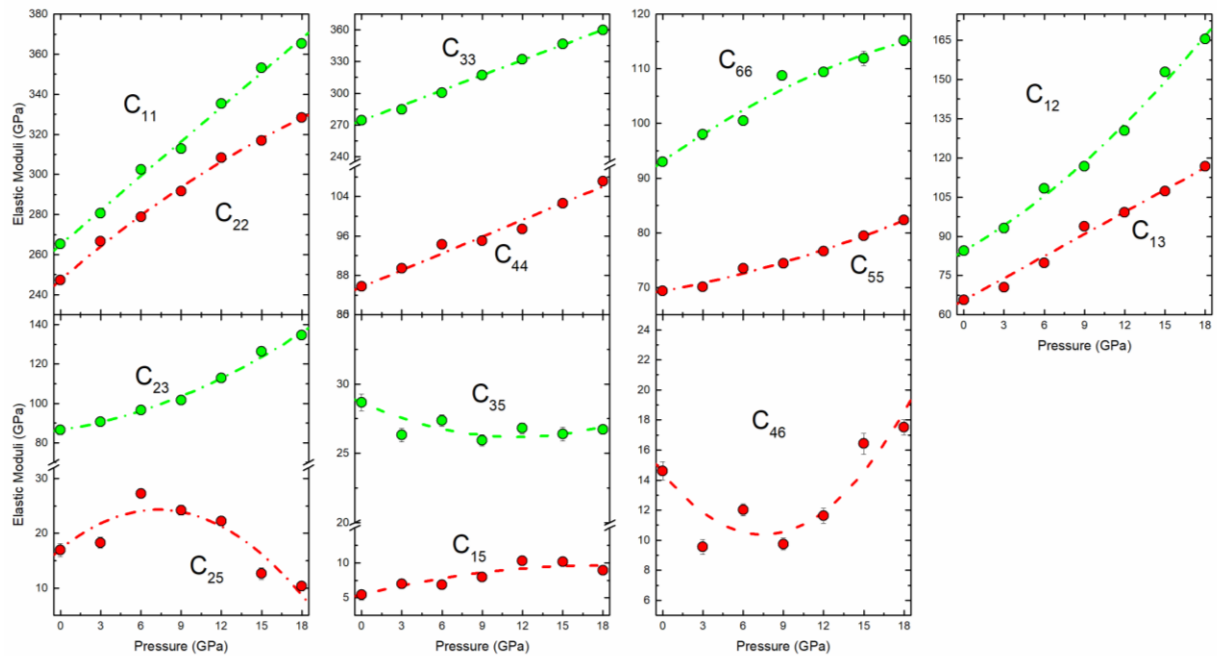 380
360
340
320
300
280
260
240
Elastic Moduli (GPa)
C11
C22
360
330
300
270
240
104
96
88
80
C33
C44
120
110
100
90
80
70
C66
C55
175
165
150
135
120
105
90
75
60
Elastic Moduli (GPa)
C12
C13
0 3 6 9 12 15 18
Pressure (GPa)
140
120
100
80
30
20
10
Elastic Moduli (GPa)
C23
C25
0 3 6 9 12 15 18
Pressure (GPa)
30
25
20
10
5
C35
C15
0 3 6 9 12 15 18
Pressure (GPa)
24
22
20
18
16
14
12
10
8
6
C46
0 3 6 9 12 15 18
Pressure (GPa)